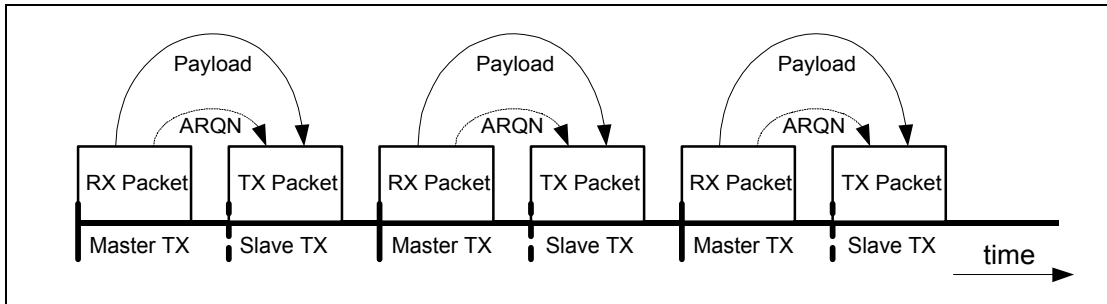 Payload Payload Payload
ARQN ARQN ARQN
RX Packet TX Packet RX Packet TX Packet RX Packet TX Packet
Master TX Slave TX Master TX Slave TX Master TX Slave TX
time